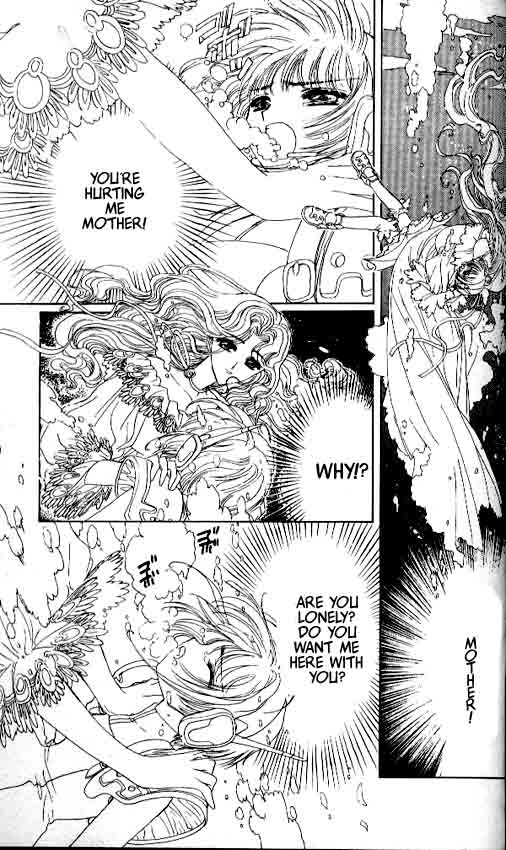 MOTHER!
YOU'RE
HURTING
ME
MOTHER!
WHY!?
ARE YOU
LONELY?
DO YOU
WANT ME
HERE WITH
YOU?